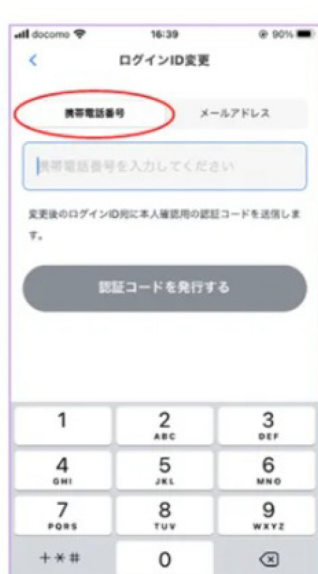 docomo 16:39 @ 90%
ログインID変更
携帯電話番号 メールアドレス
携帯電話番号を入力してください
変更後のログインID宛に本人確認用の認証コードを送信しま
す。
認証コードを発行する
1 2 3
ABC DEF
4 5 6
GHI JKL MNO
7 8 9
PQRS TUV WXYZ
+*# 0